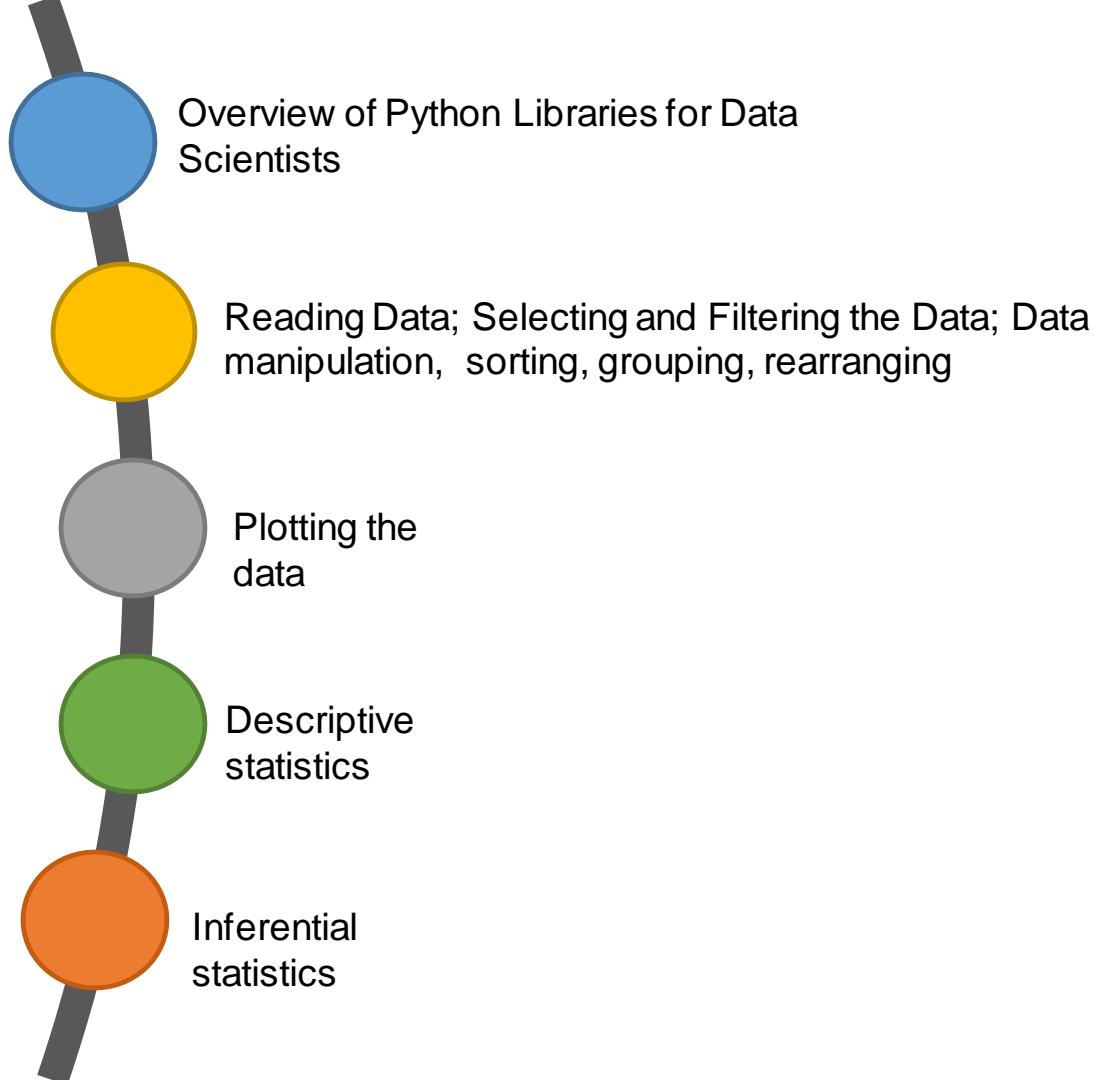 Overview of Python Libraries for Data
Scientists
Reading Data; Selecting and Filtering the Data; Data
manipulation, sorting, grouping, rearranging
Plotting the
data
Descriptive
statistics
Inferential
statistics